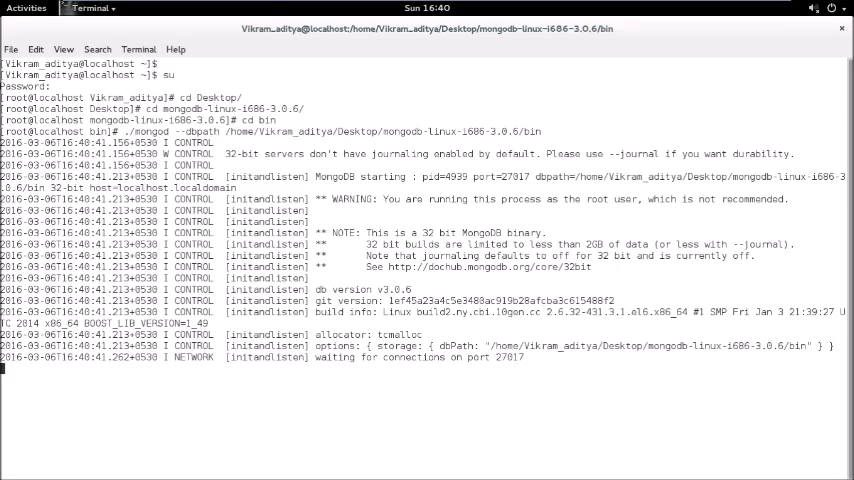 Activities Terminal Sun 16:40
Vikram_aditya@localhost:/home/Vikram_aditya/Desktop/mongodb-linux-i686-3.0.6/bin ×
File Edit View Search Terminal Help
[Vikram_aditya@localhost ~]$
[Vikram_aditya@localhost ~]$ su
Password:
[root@localhost Vikram_aditya]# cd Desktop/
[root@localhost Desktop]# cd mongodb-linux-i686-3.0.6/
[root@localhost mongodb-linux-i686-3.0.6]# cd bin
[root@localhost bin]# ./mongod --dbpath /home/Vikram_aditya/Desktop/mongodb-linux-i686-3.0.6/bin
2016-03-06T16:40:41.156+0530 I CONTROL
2016-03-06T16:40:41.156+0530 W CONTROL 32-bit servers don't have journaling enabled by default. Please use --journal if you want durability.
2016-03-06T16:40:41.156+0530 I CONTROL
2016-03-06T16:40:41.213+0530 I CONTROL [initandlisten] MongoDB starting : pid=4939 port=27017 dbpath=/home/Vikram_aditya/Desktop/mongodb-linux-i686-3
.0.6/bin 32-bit host=localhost.localdomain
2016-03-06T16:40:41.213+0530 I CONTROL [initandlisten] ** WARNING: You are running this process as the root user, which is not recommended.
2016-03-06T16:40:41.213+0530 I CONTROL [initandlisten]
2016-03-06T16:40:41.213+0530 I CONTROL [initandlisten]
2016-03-06T16:40:41.213+0530 I CONTROL [initandlisten] ** NOTE: This is a 32 bit MongoDB binary.
2016-03-06T16:40:41.213+0530 I CONTROL [initandlisten] ** 32 bit builds are limited to less than 2GB of data (or less with --journal).
2016-03-06T16:40:41.213+0530 I CONTROL [initandlisten] ** Note that journaling defaults to off for 32 bit and is currently off.
2016-03-06T16:40:41.213+0530 I CONTROL [initandlisten] ** See http://dochub.mongodb.org/core/32bit
2016-03-06T16:40:41.213+0530 I CONTROL [initandlisten]
2016-03-06T16:40:41.213+0530 I CONTROL [initandlisten] db version v3.0.6
2016-03-06T16:40:41.213+0530 I CONTROL [initandlisten] git version: 1ef45a23a4c5e3480ac919b28afcba3c615488f2
2016-03-06T16:40:41.213+0530 I CONTROL [initandlisten] build info: Linux build2.ny.cbi.10gen.cc 2.6.32-431.3.1.el6.x86_64 #1 SMP Fri Jan 3 21:39:27 U
TC 2014 x86_64 BOOST_LIB_VERSION=1_49
2016-03-06T16:40:41.213+0530 I CONTROL [initandlisten] allocator: tcmalloc
2016-03-06T16:40:41.213+0530 I CONTROL [initandlisten] options: { storage: { dbPath: "/home/Vikram_aditya/Desktop/mongodb-linux-i686-3.0.6/bin" } }
2016-03-06T16:40:41.262+0530 I NETWORK [initandlisten] waiting for connections on port 27017